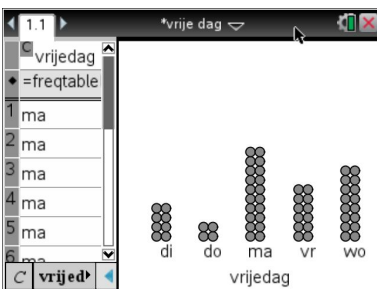 1.1
*vrije dag
C
vrijedag
=freqtable
1 ma
2 ma
3 ma
4 ma
5 ma
6 ma
C vrijed
di do ma vr wo
vrijedag